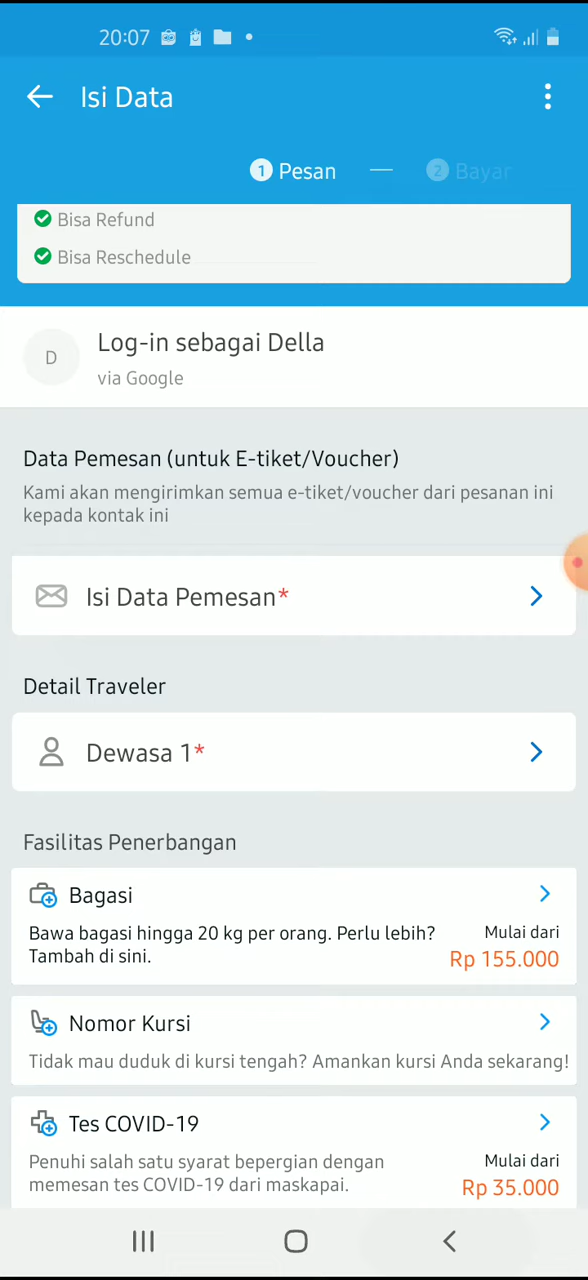 20:07
Isi Data
1 Pesan — 2 Bayar
Bisa Refund
Bisa Reschedule
D
Log-in sebagai Della
via Google
Data Pemesan (untuk E-tiket/Voucher)
Kami akan mengirimkan semua e-tiket/voucher dari pesanan ini
kepada kontak ini
Isi Data Pemesan*
Detail Traveler
Dewasa 1*
Fasilitas Penerbangan
Bagasi
Bawa bagasi hingga 20 kg per orang. Perlu lebih?
Tambah di sini.
Mulai dari
Rp 155.000
Nomor Kursi
Tidak mau duduk di kursi tengah? Amankan kursi Anda sekarang!
Tes COVID-19
Penuhi salah satu syarat bepergian dengan
memesan tes COVID-19 dari maskapai.
Mulai dari
Rp 35.000